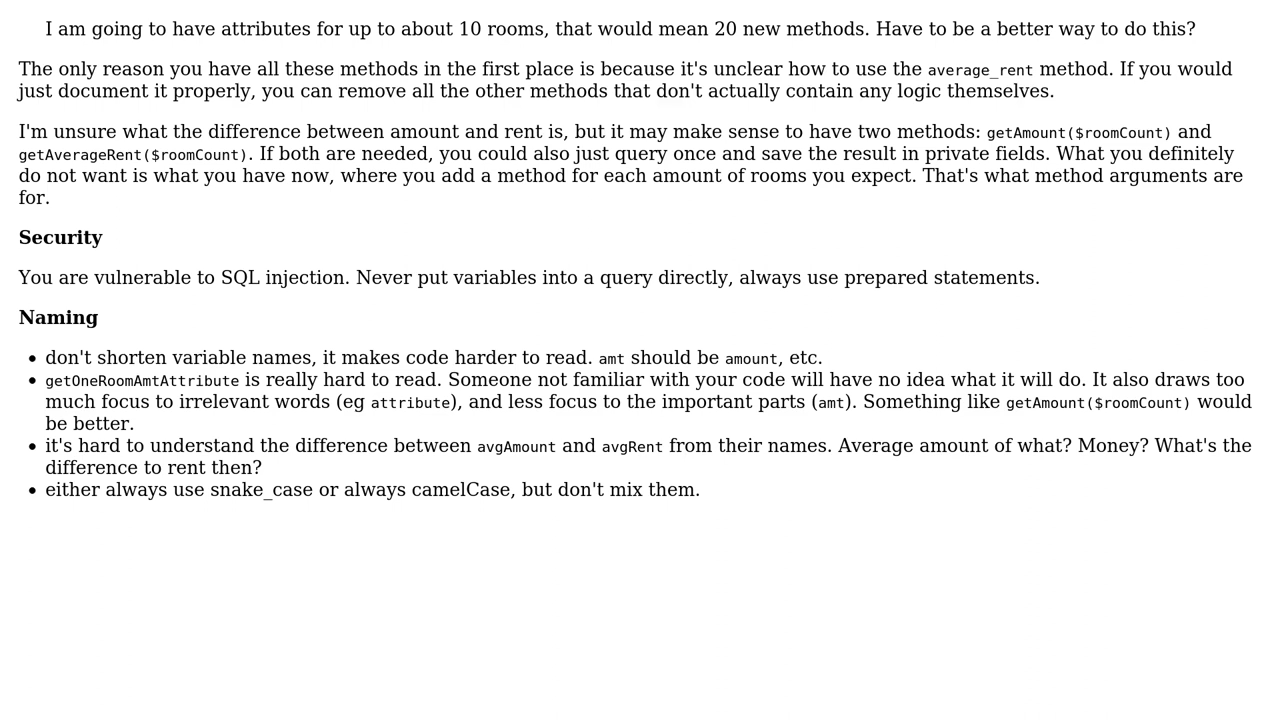 I am going to have attributes for up to about 10 rooms, that would mean 20 new methods. Have to be a better way to do this?
The only reason you have all these methods in the first place is because it's unclear how to use the average_rent method. If you would
just document it properly, you can remove all the other methods that don't actually contain any logic themselves.
I'm unsure what the difference between amount and rent is, but it may make sense to have two methods: getAmount($roomCount) and
getAverageRent($roomCount). If both are needed, you could also just query once and save the result in private fields. What you definitely
do not want is what you have now, where you add a method for each amount of rooms you expect. That's what method arguments are
for.
Security
You are vulnerable to SQL injection. Never put variables into a query directly, always use prepared statements.
Naming
• don't shorten variable names, it makes code harder to read. amt should be amount, etc.
• getOneRoomAmtAttribute is really hard to read. Someone not familiar with your code will have no idea what it will do. It also draws too
much focus to irrelevant words (eg attribute), and less focus to the important parts (amt). Something like getAmount($roomCount) would
be better.
• it's hard to understand the difference between avgAmount and avgRent from their names. Average amount of what? Money? What's the
difference to rent then?
• either always use snake_case or always camelCase, but don't mix them.